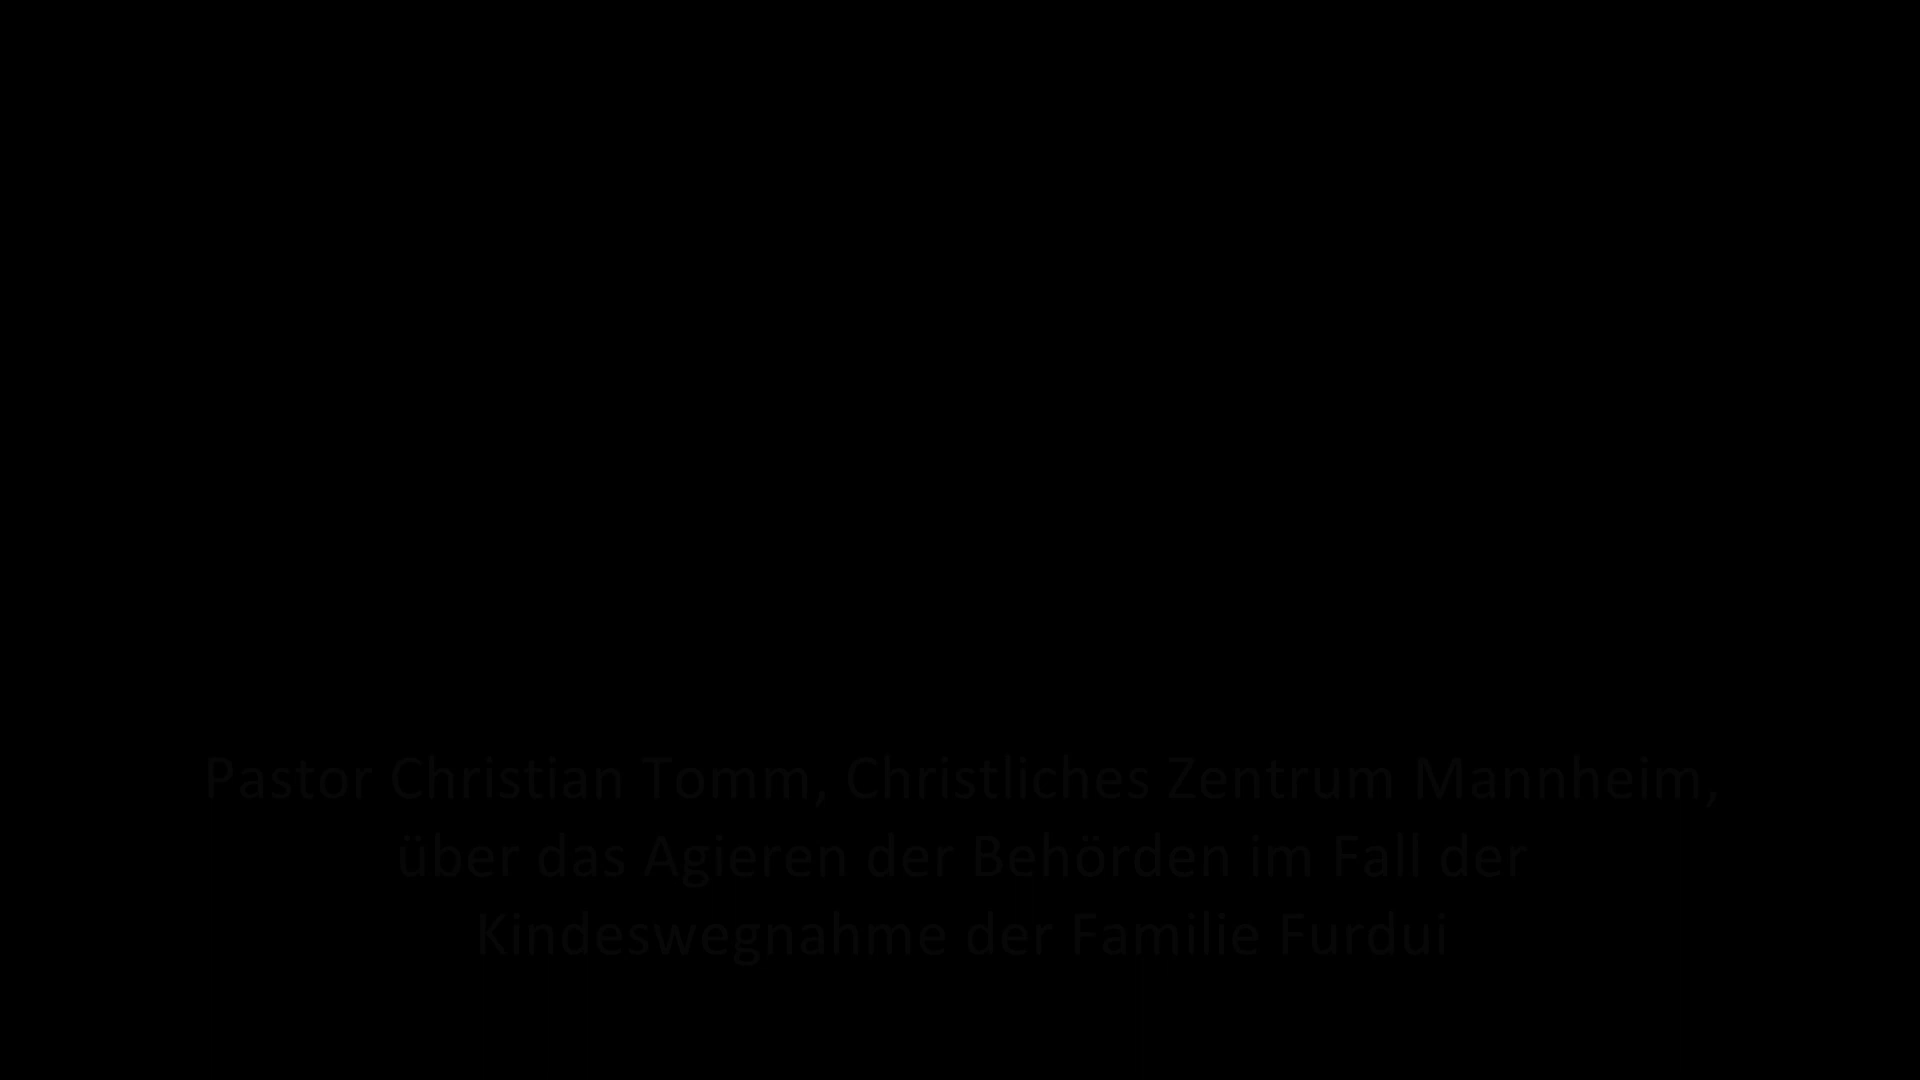 Pastor Christian Tomm, Christliches Zentrum Mannheim,
über das Agieren der Behörden im Fall der
Kindeswegnahme der Familie Furdui